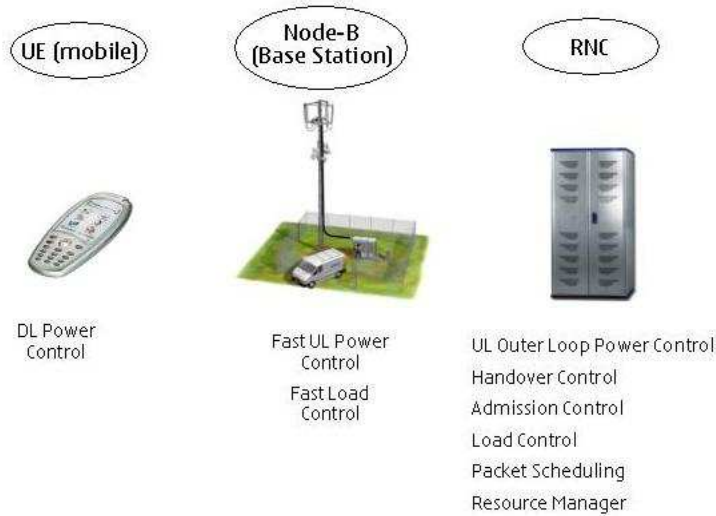 UE (mobile)
Node-B
(Base Station)
RNC
DL Power
Control
Fast UL Power
Control
Fast Load
Control
UL Outer Loop Power Control
Handover Control
Admission Control
Load Control
Packet Scheduling
Resource Manager